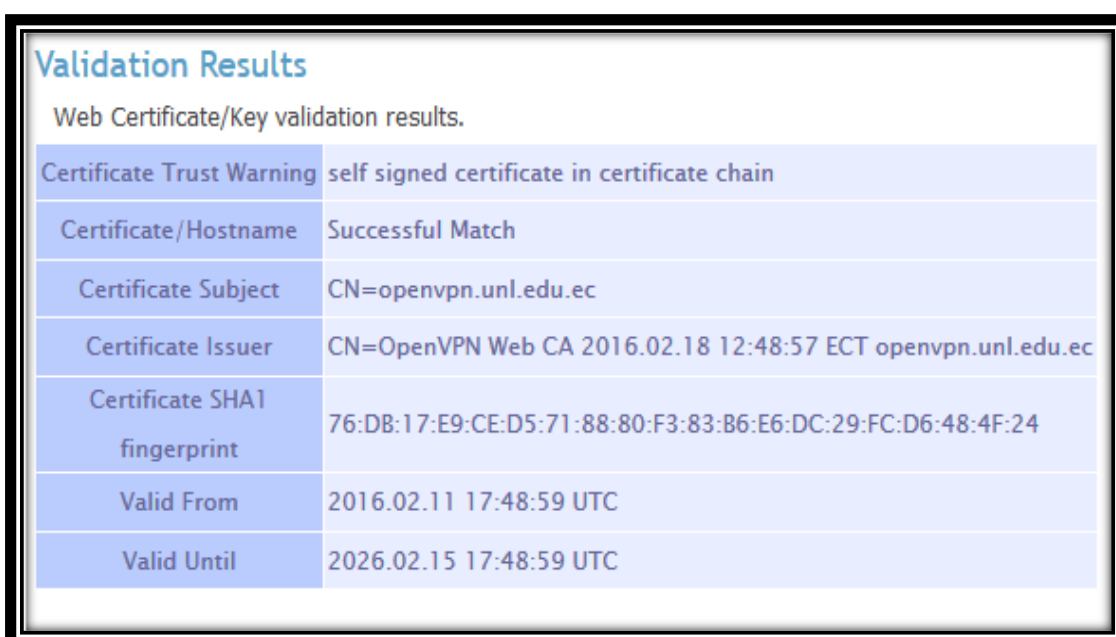 Validation Results
Web Certificate/Key validation results.
Certificate Trust Warning self signed certificate in certificate chain
Certificate/Hostname Successful Match
Certificate Subject CN=openvpn.unl.edu.ec
Certificate Issuer CN=OpenVPN Web CA 2016.02.18 12:48:57 ECT openvpn.unl.edu.ec
Certificate SHA1
fingerprint 76:DB:17:E9:CE:D5:71:88:80:F3:83:B6:E6:DC:29:FC:D6:48:4F:24
Valid From 2016.02.11 17:48:59 UTC
Valid Until 2026.02.15 17:48:59 UTC